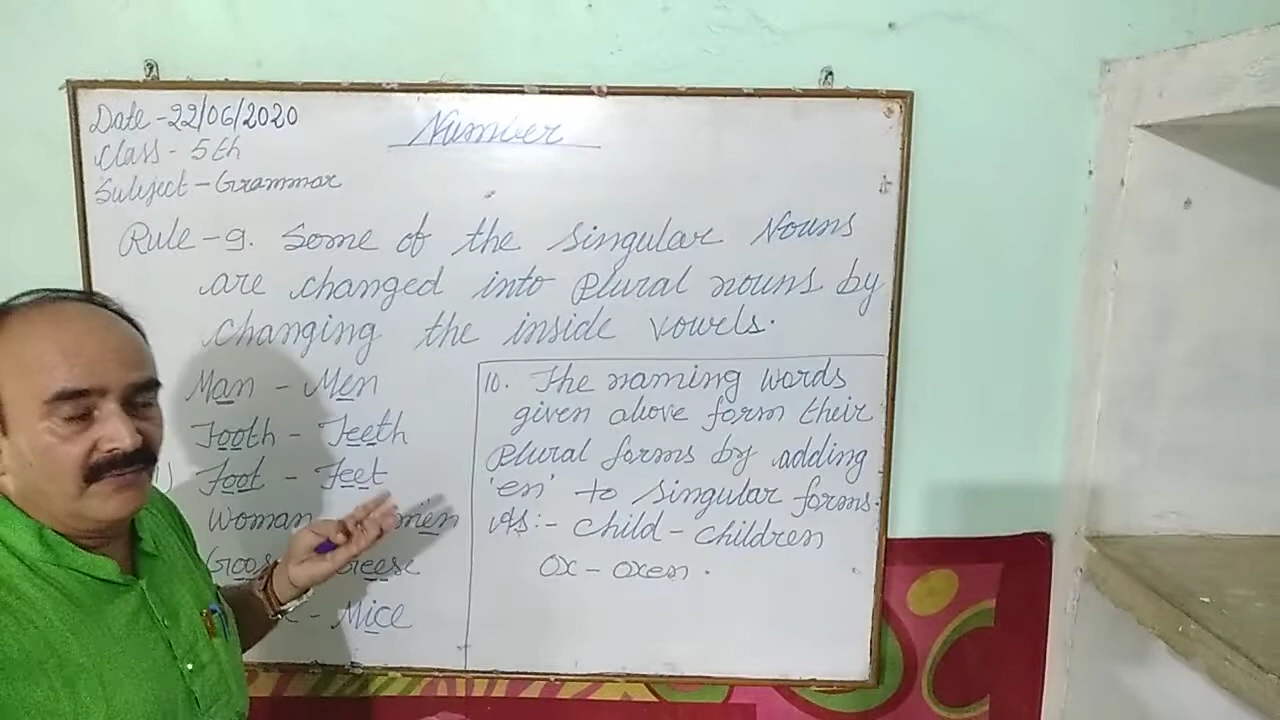 Date - 22/06/2020
Class - 5th
Subject - Grammar
Number
Rule - 9. Some of the singular Nouns
are changed into plural nouns by
changing the inside vowels.
Man - Men
Tooth - Teeth
Foot - Feet
Woman men
Geese
- Mice
10. The naming words
given above form their
plural forms by adding
'en' to singular forms.
As :- Child - children
Ox - oxen .